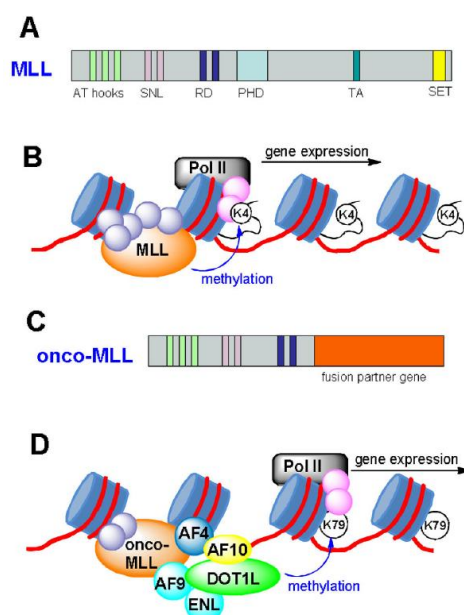 A
MLL
AT hooks SNL RD PHD TA SET
B
Pol II gene expression
K4 K4 K4
MLL
methylation
C
onco-MLL
fusion partner gene
D
Pol II gene expression
K79 K79
onco-
MLL
AF4
AF10
AF9 DOT1L
methylation
ENL